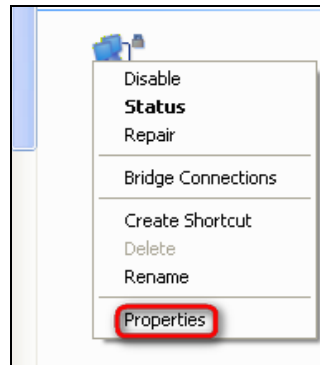 Disable
Status
Repair
Bridge Connections
Create Shortcut
Delete
Rename
Properties